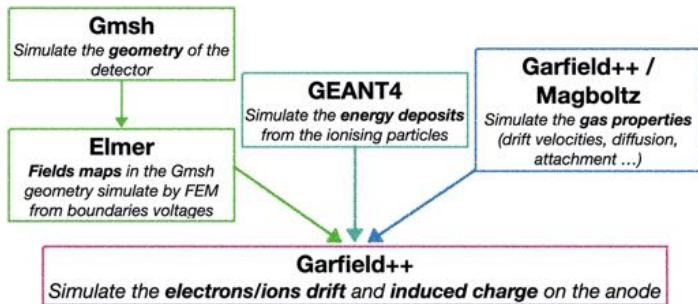 Gmsh
Simulate the geometry of the
detector
GEANT4
Simulate the energy deposits
from the ionising particles
Garfield++ /
Magboltz
Simulate the gas properties
(drift velocities, diffusion,
attachment ...)
Elmer
Fields maps in the Gmsh
geometry simulate by FEM
from boundaries voltages
Garfield++
Simulate the electrons/ions drift and induced charge on the anode